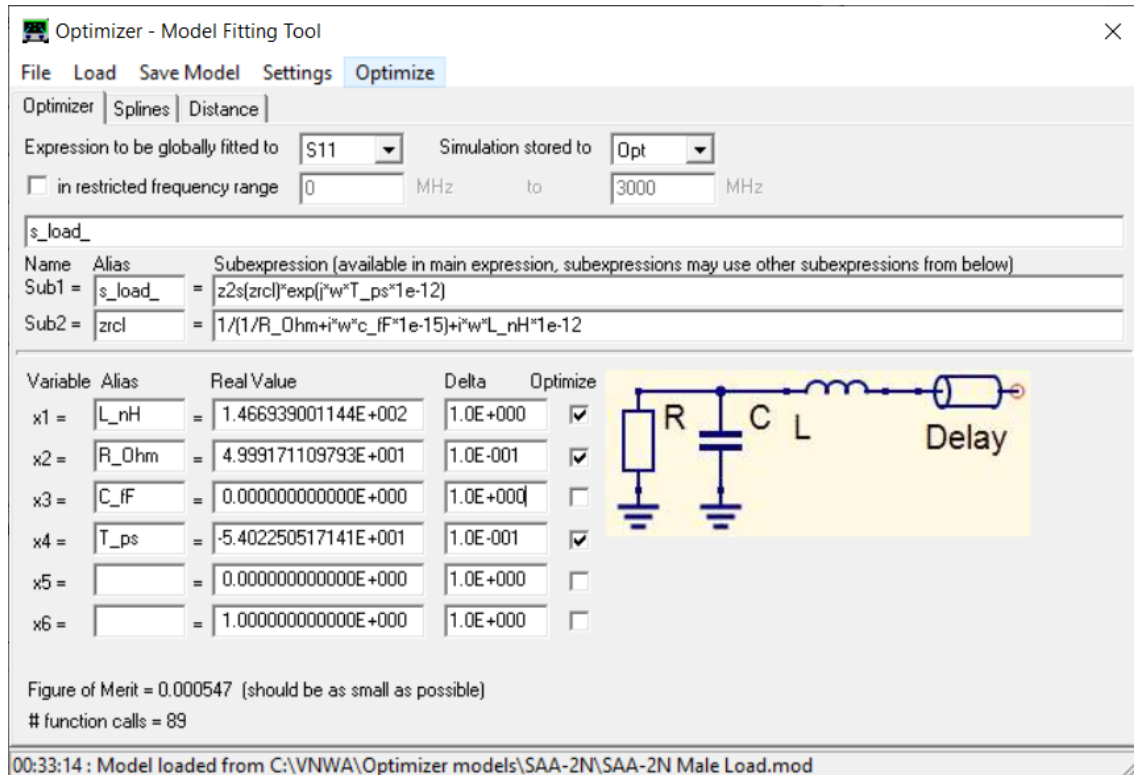 Optimizer - Model Fitting Tool
File Load Save Model Settings Optimize
Optimizer Splines Distance
Expression to be globally fitted to S11 Simulation stored to Opt
in restricted frequency range 0 MHz to 3000 MHz
s_load_
Name Alias Subexpression (available in main expression, subexpressions may use other subexpressions from below)
Sub1 = s_load_ = z2s(zrcl)*exp(j*w*T_ps*1e-12)
Sub2 = zrcl = 1/(1/R_Ohm+i*w*c_fF*1e-15)+i*w*L_nH*1e-12
Variable Alias Real Value Delta Optimize
x1 = L_nH = 1.466939001144E+002 1.0E+000
x2 = R_Ohm = 4.999171109793E+001 1.0E-001
x3 = C_fF = 0.000000000000E+000 1.0E+000
x4 = T_ps = -5.402250517141E+001 1.0E-001
x5 = = 0.000000000000E+000 1.0E+000
x6 = = 1.000000000000E+000 1.0E+000
R C L Delay
Figure of Merit = 0.000547 (should be as small as possible)
# function calls = 89
00:33:14 : Model loaded from C:\VNWA\Optimizer models\SAA-2N\SAA-2N Male Load.mod